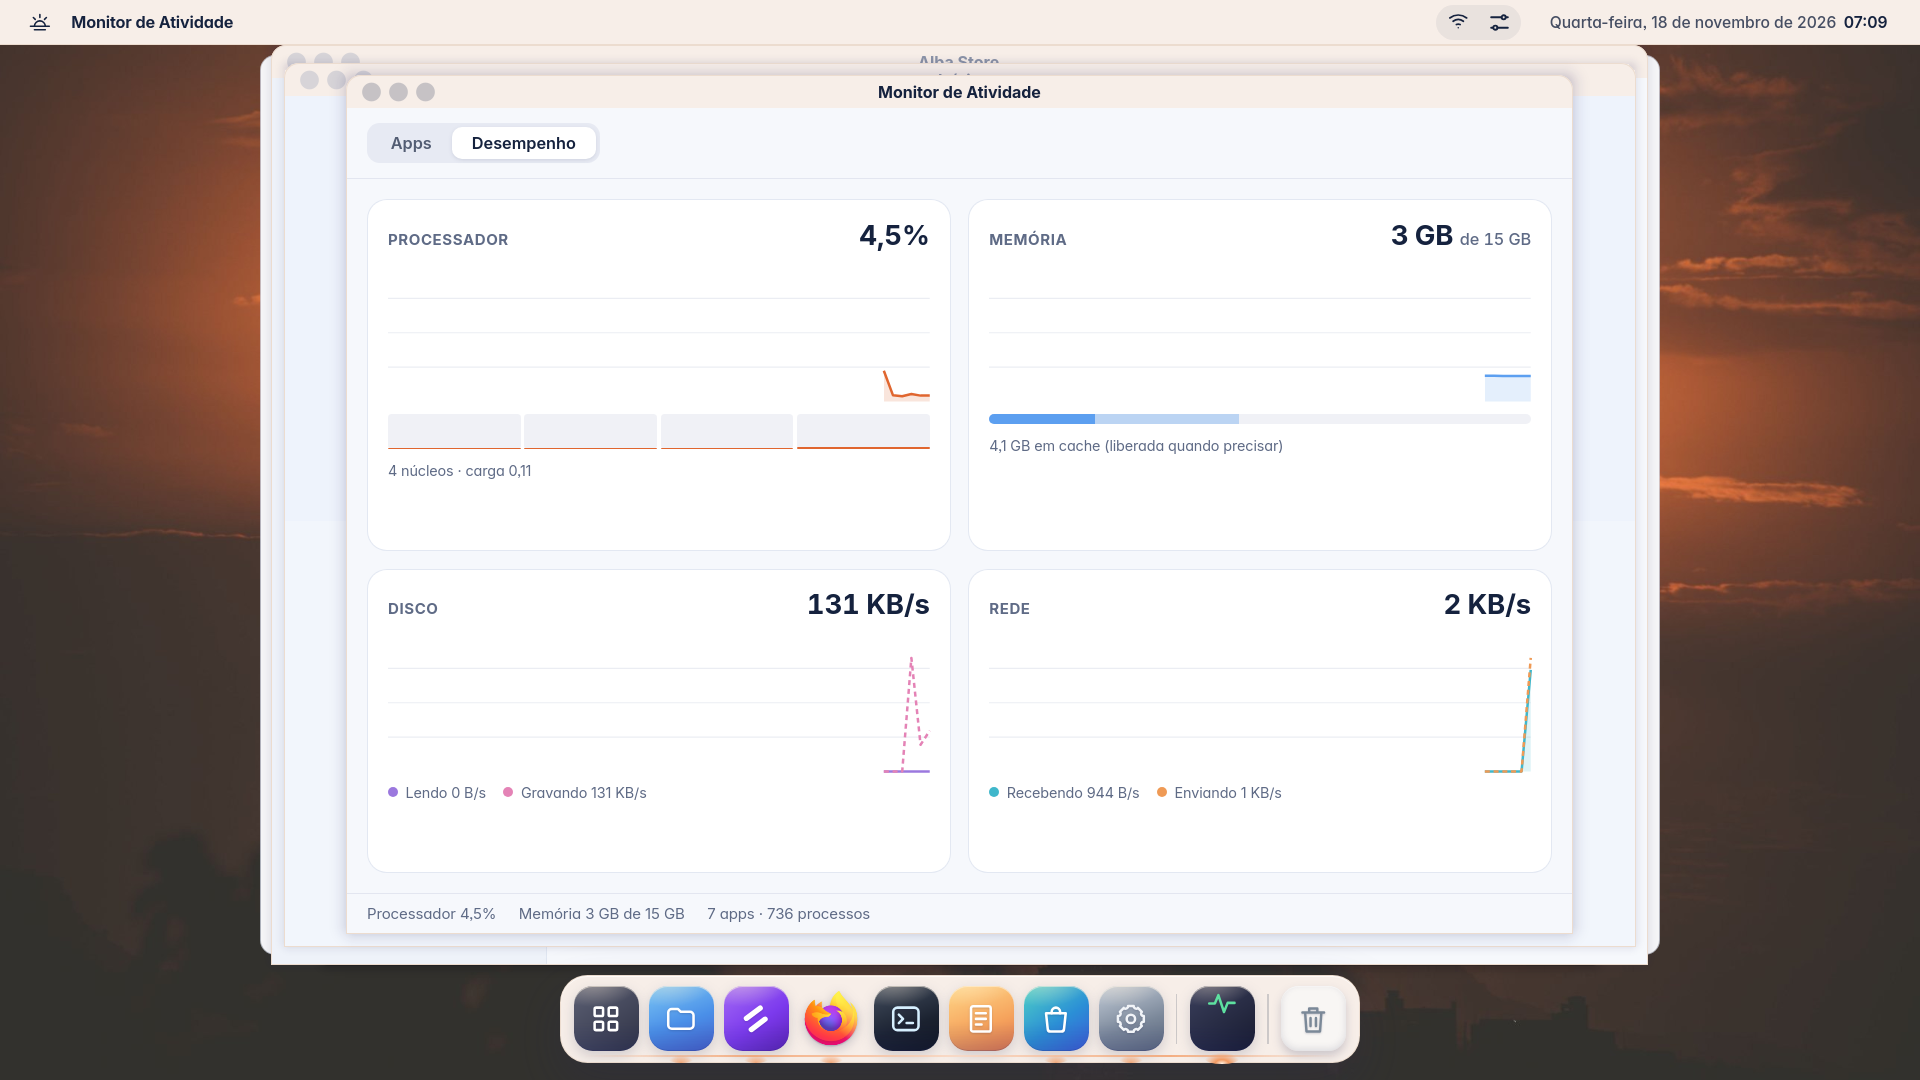 Monitor de Atividade
Quarta-feira, 18 de novembro de 2026 07:09
Alba Store
Monitor de Atividade
Apps
Desempenho
PROCESSADOR 4,5%
4 núcleos · carga 0,11
MEMÓRIA 3 GB de 15 GB
4,1 GB em cache (liberada quando precisar)
DISCO 131 KB/s
Lendo 0 B/s Gravando 131 KB/s
REDE 2 KB/s
Recebendo 944 B/s Enviando 1 KB/s
Processador 4,5% Memória 3 GB de 15 GB 7 apps · 736 processos